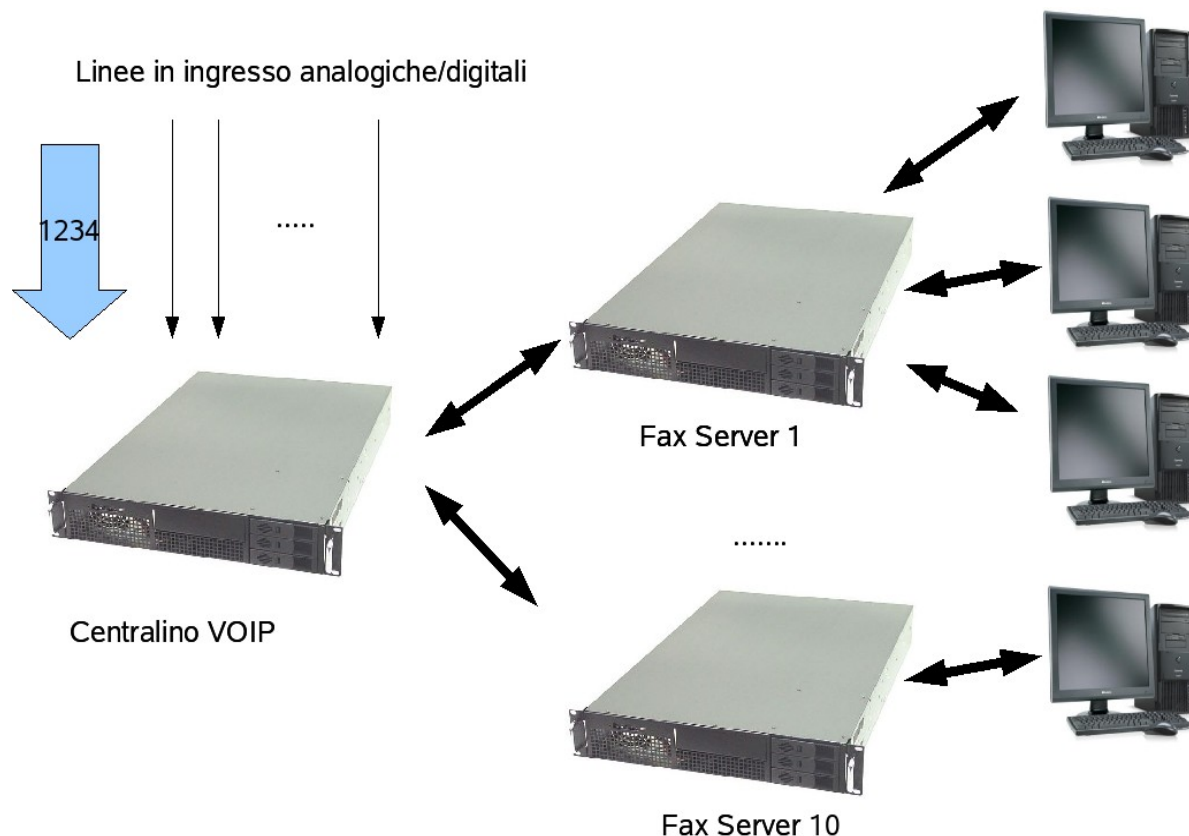 Linee in ingresso analogiche/digitali
1234
.....
Fax Server 1
.......
Centralino VOIP
Fax Server 10